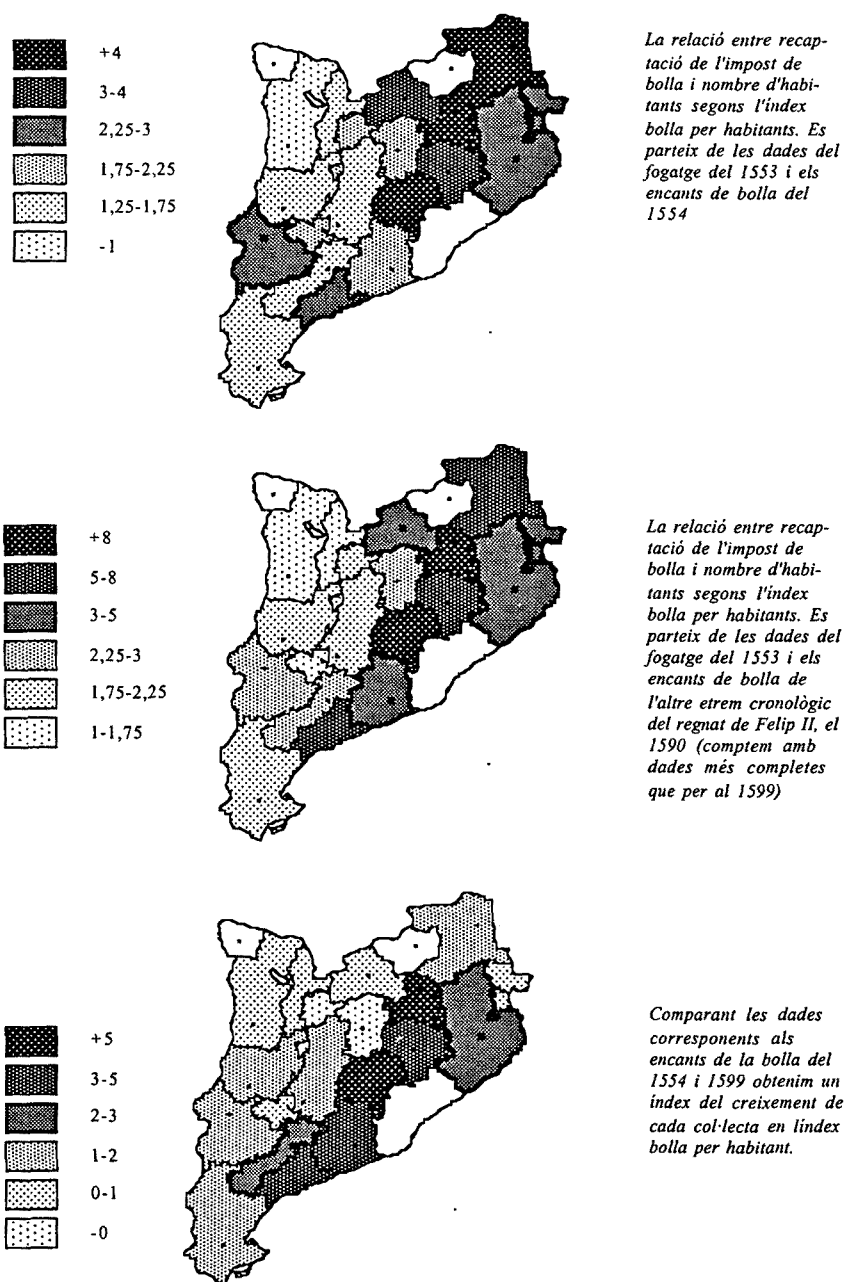 +4
3-4
2,25-3
1,75-2,25
1,25-1,75
-1
La relació entre recap-
tació de l'impost de
bolla i nombre d'habi-
tants segons l'índex
bolla per habitants. Es
parteix de les dades del
fogatge del 1553 i els
encants de bolla del
1554
+8
5-8
3-5
2,25-3
1,75-2,25
1-1,75
La relació entre recap-
tació de l'impost de
bolla i nombre d'habi-
tants segons l'índex
bolla per habitants. Es
parteix de les dades del
fogatge del 1553 i els
encants de bolla de
l'altre etrem cronològic
del regnat de Felip II, el
1590 (comptem amb
dades més completes
que per al 1599)
+5
3-5
2-3
1-2
0-1
-0
Comparant les dades
corresponents als
encants de la bolla del
1554 i 1599 obtenim un
índex del creixement de
cada col·lecta en líndex
bolla per habitant.